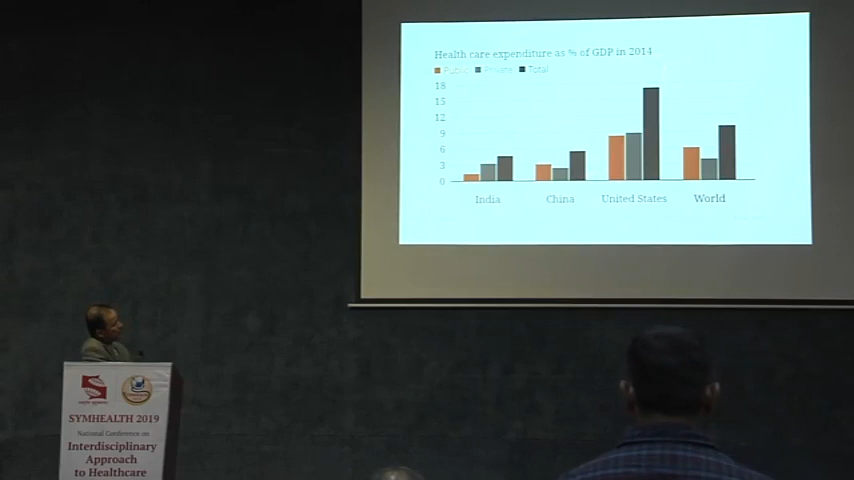 Health care expenditure as % of GDP in 2014
Public Private Total
18
15
12
9
6
3
0
India China United States World
SYMHEALTH 2019
National Conference on
Interdisciplinary
Approach
to Healthcare